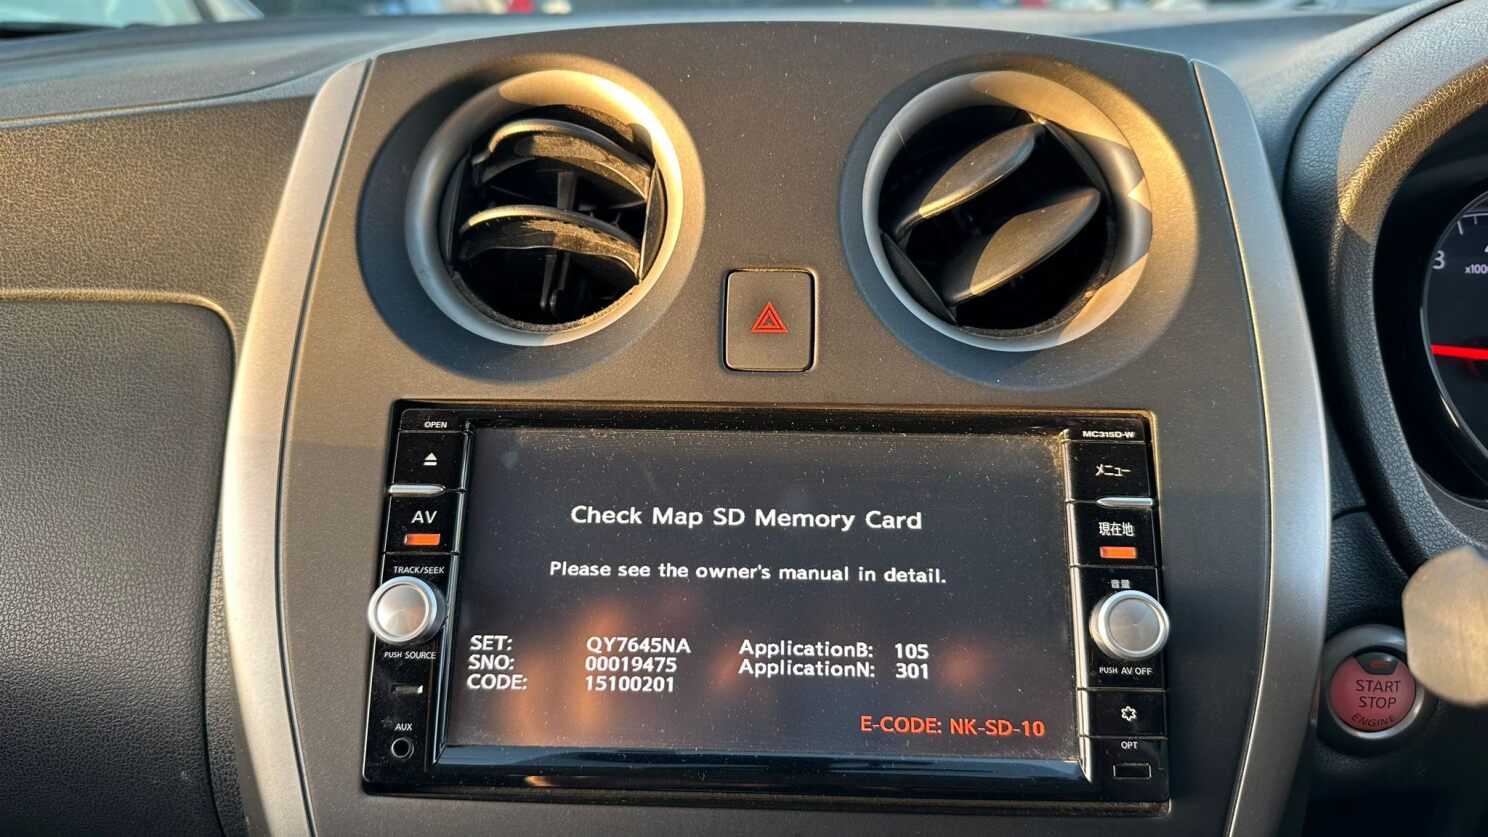 OPEN
MC315D-W
メニュー
AV
現在地
Check Map SD Memory Card
Please see the owner's manual in detail.
TRACK/SEEK
音量
PUSH SOURCE
PUSH AV OFF
SET: QY7645NA ApplicationB: 105
SNO: 00019475 ApplicationN: 301
CODE: 15100201
E-CODE: NK-SD-10
AUX
OPT
START
STOP
ENGINE
3